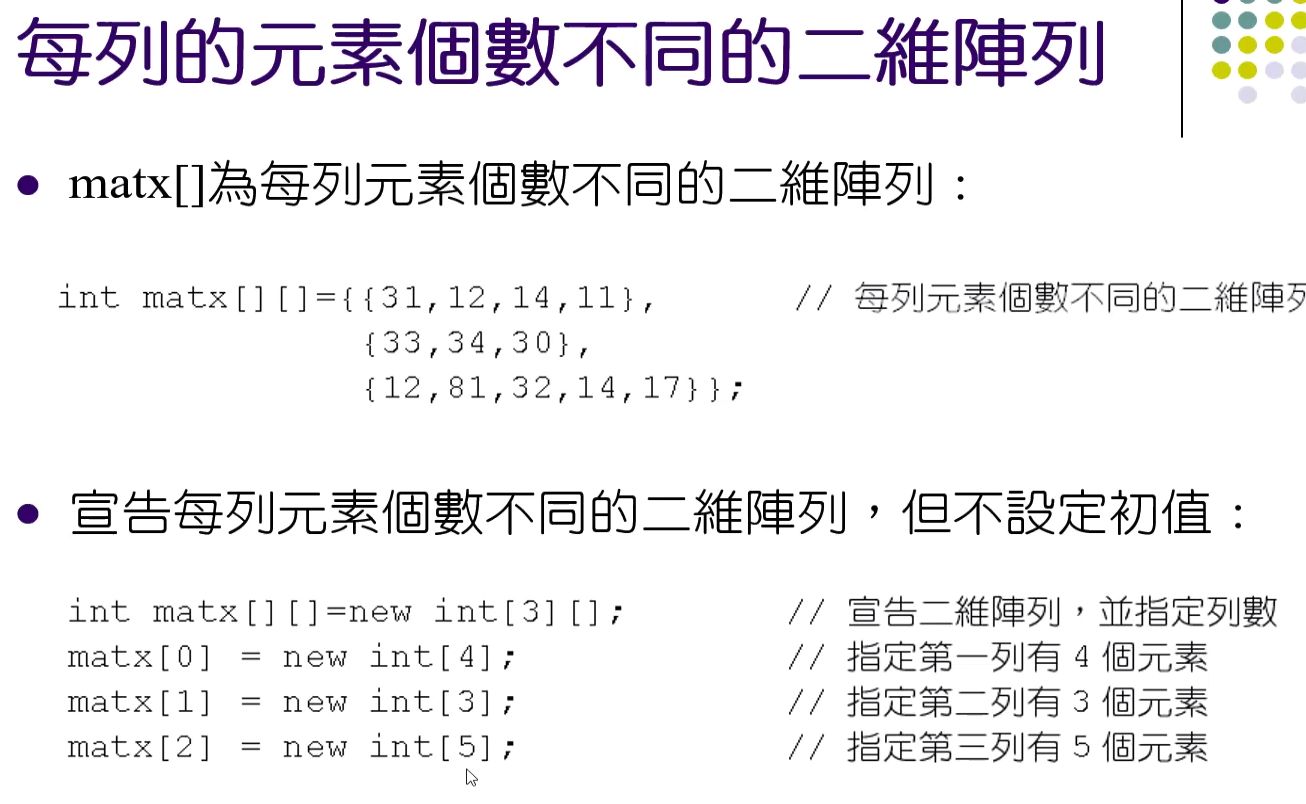 每列的元素個數不同的二維陣列
matx[]為每列元素個數不同的二維陣列：
int matx[][]={{31,12,14,11},    // 每列元素個數不同的二維陣列
{33,34,30},
{12,81,32,14,17}};
宣告每列元素個數不同的二維陣列，但不設定初值：
int matx[][]=new int[3][];    // 宣告二維陣列，並指定列數
matx[0] = new int[4];    // 指定第一列有 4 個元素
matx[1] = new int[3];    // 指定第二列有 3 個元素
matx[2] = new int[5];    // 指定第三列有 5 個元素